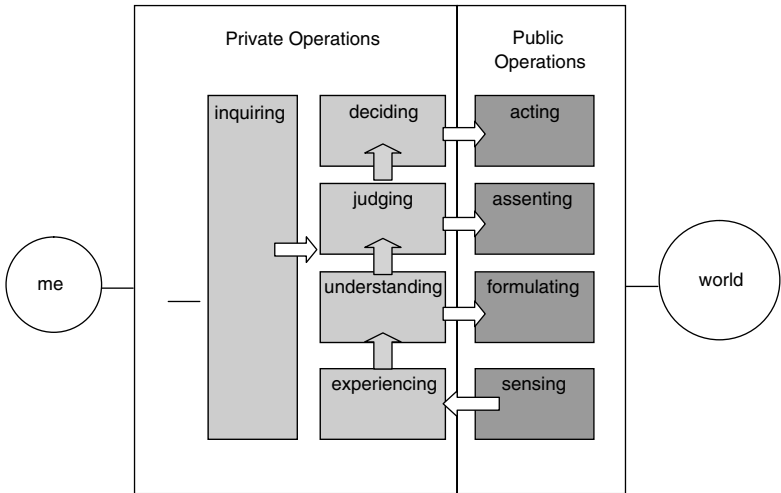 Private Operations
Public
Operations
inquiring
deciding
acting
judging
assenting
me
world
understanding
formulating
experiencing
sensing